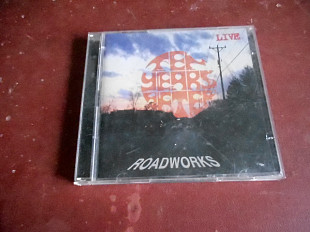 LIVE
TEN
YEARS
AFTER
ROADWORKS